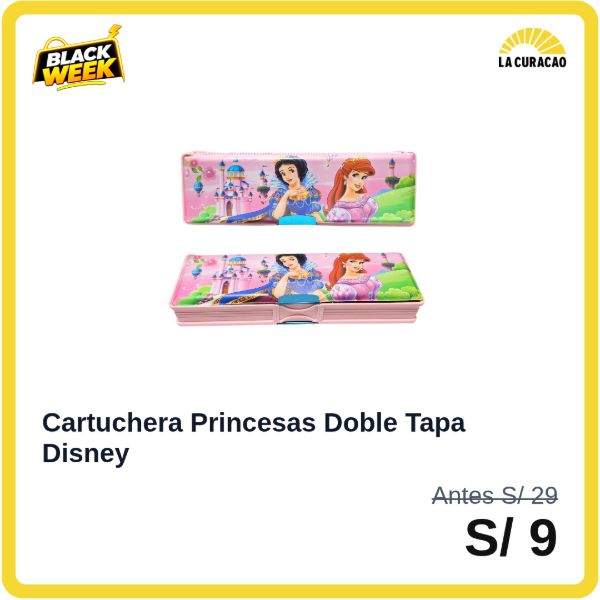 BLACK
WEEK
LA CURACAO
Cartuchera Princesas Doble Tapa
Disney
Antes S/ 29
S/ 9